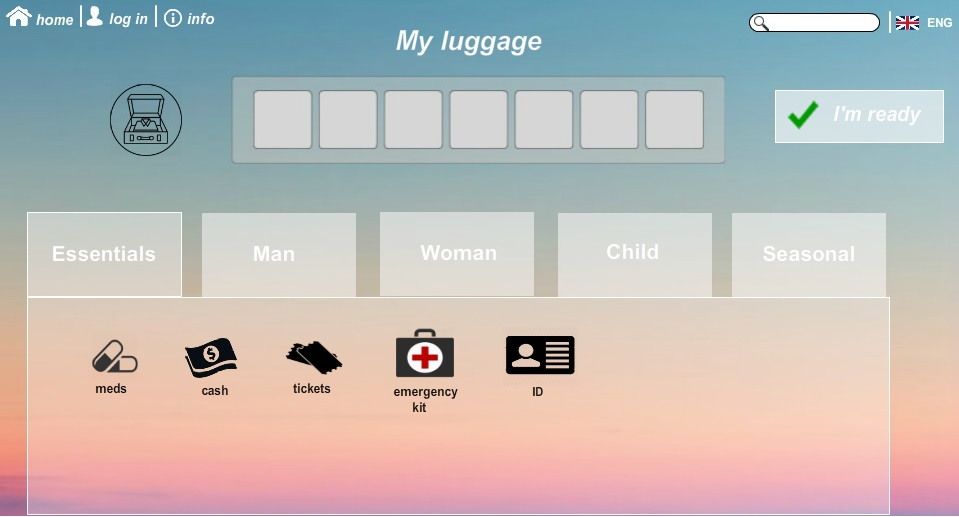 home
log in
info
ENG
My luggage
I'm ready
Essentials
Man
Woman
Child
Seasonal
meds
cash
tickets
emergency
kit
ID